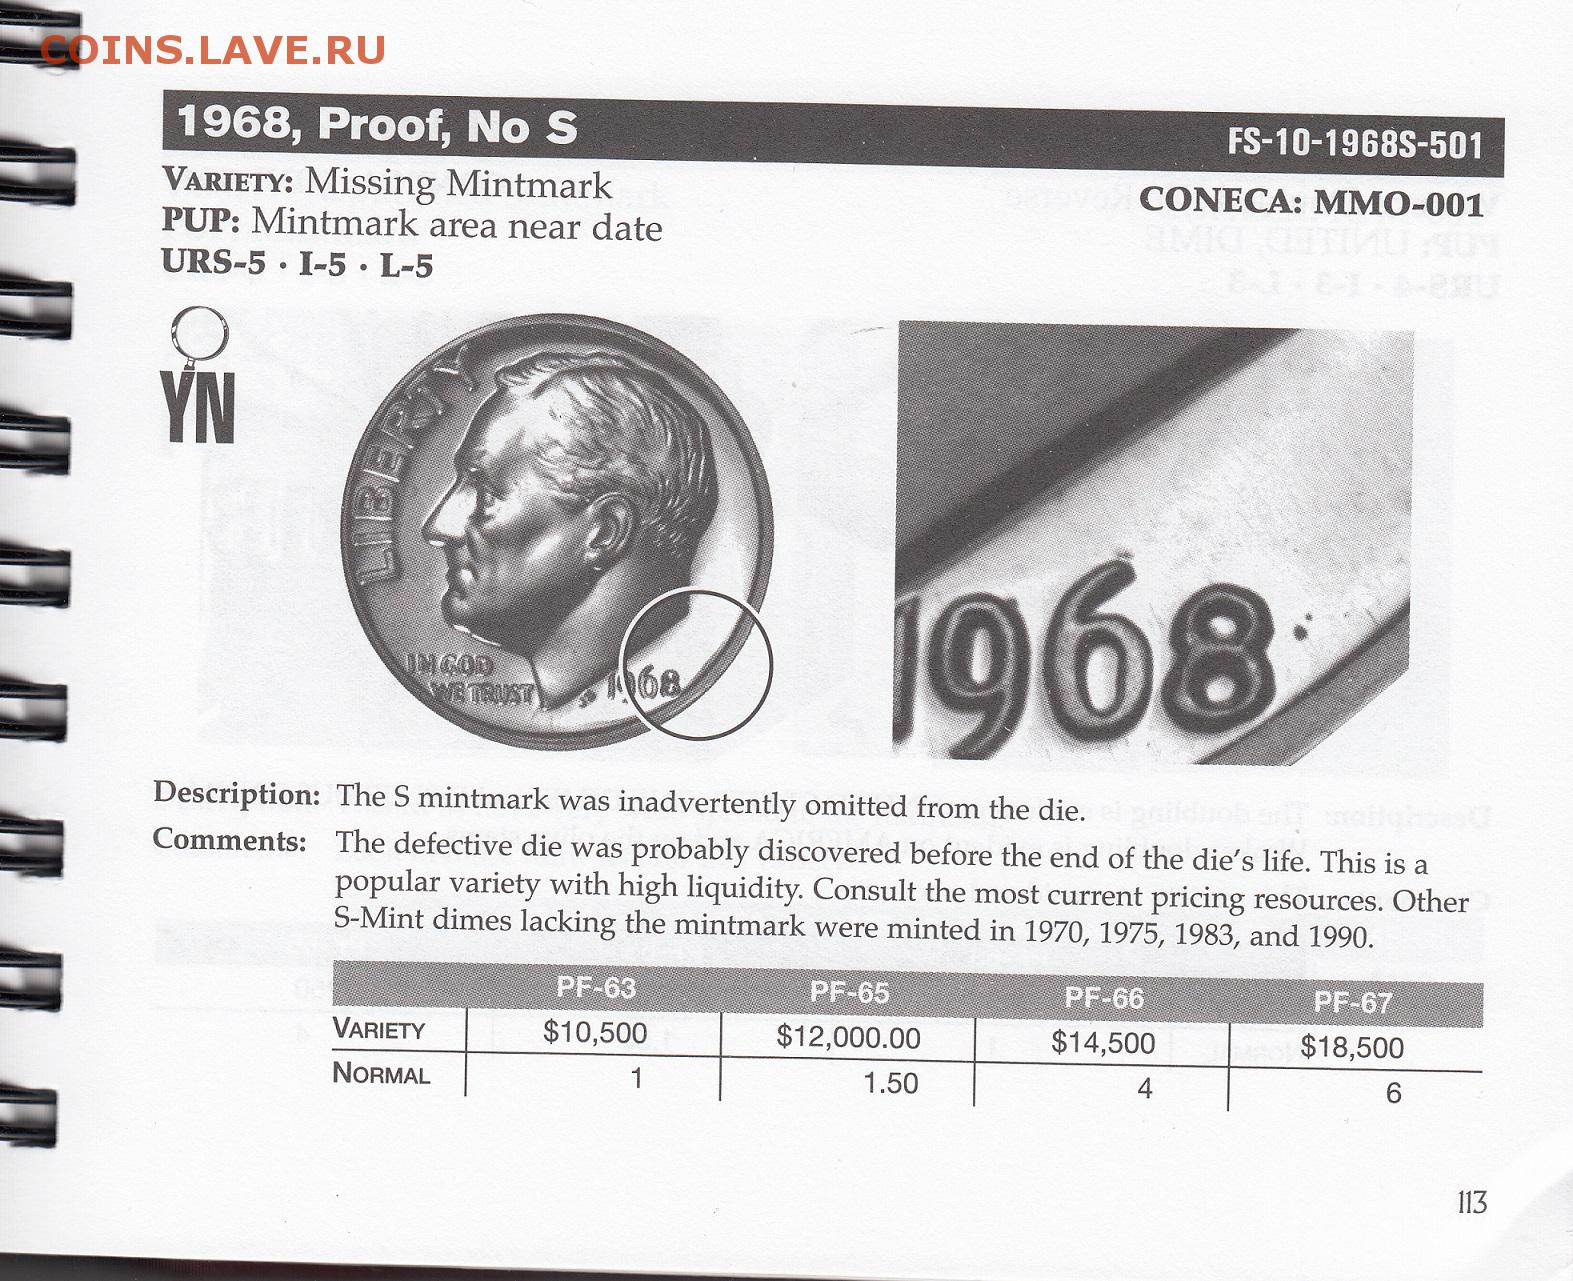 COINS.LAVE.RU
1968, Proof, No S FS-10-1968S-501
VARIETY: Missing Mintmark CONECA: MMO-001
PUP: Mintmark area near date
URS-5 · I-5 · L-5
YN
LIBERTY
IN GOD
WE TRUST
1968
1968
Description: The S mintmark was inadvertently omitted from the die.
Comments: The defective die was probably discovered before the end of the die's life. This is a
popular variety with high liquidity. Consult the most current pricing resources. Other
S-Mint dimes lacking the mintmark were minted in 1970, 1975, 1983, and 1990.
PF-63 PF-65 PF-66 PF-67
VARIETY $10,500 $12,000.00 $14,500 $18,500
NORMAL 1 1.50 4 6
113